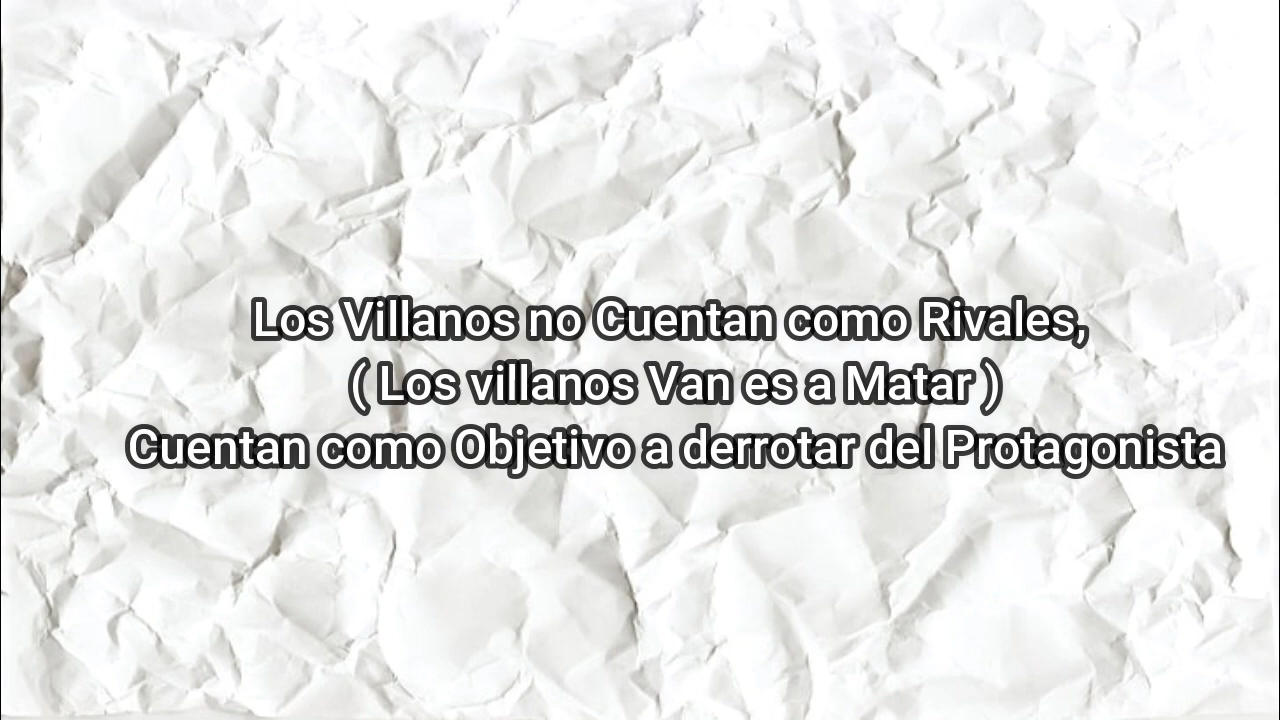 Los Villanos no Cuentan como Rivales,
( Los villanos Van es a Matar )
Cuentan como Objetivo a derrotar del Protagonista